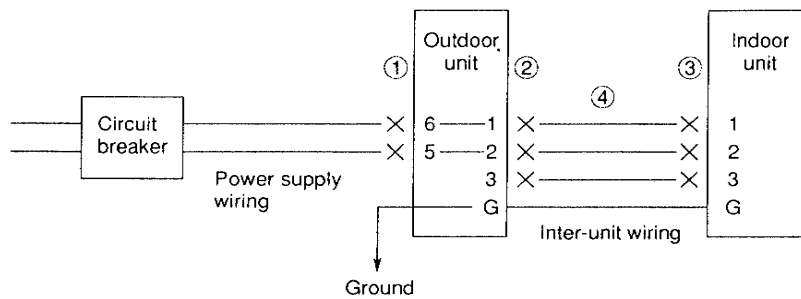 Outdoor
unit
Indoor
unit
① ② ③
④
Circuit
breaker
6 1 1
5 2 2
3 3
G G
Power supply
wiring
Inter-unit wiring
Ground